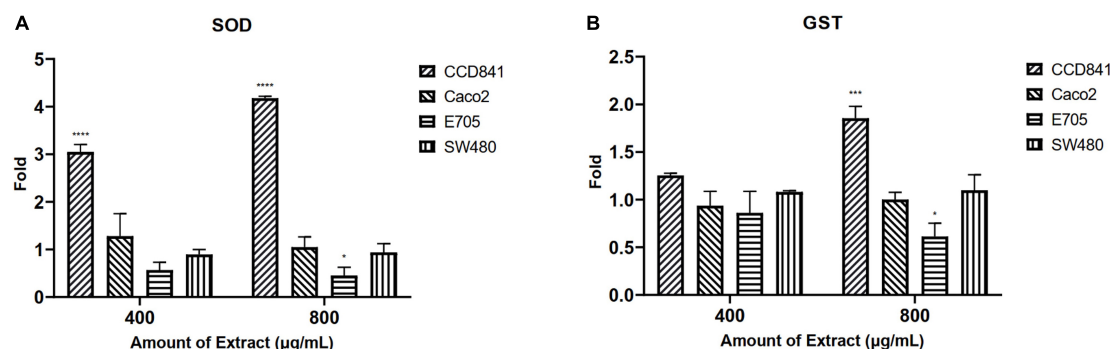 A
SOD
5
4
3
2
1
0
Fold
****
****
*
400
800
Amount of Extract (µg/mL)
CCD841
Caco2
E705
SW480
B
GST
2.5
2.0
1.5
1.0
0.5
0.0
Fold
***
*
400
800
Amount of Extract (µg/mL)
CCD841
Caco2
E705
SW480